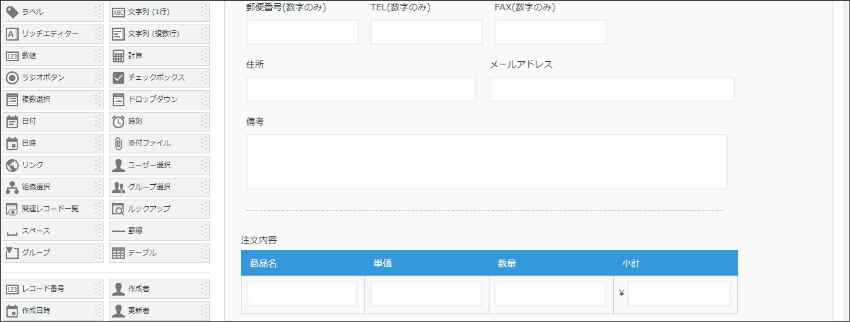 ラベル
文字列 (1行)
リッチエディター
文字列 (複数行)
数値
計算
ラジオボタン
チェックボックス
複数選択
ドロップダウン
日付
時刻
日時
添付ファイル
リンク
ユーザー選択
組織選択
グループ選択
関連レコード一覧
ルックアップ
スペース
罫線
グループ
テーブル
レコード番号
作成者
作成日時
更新者
郵便番号(数字のみ) TEL(数字のみ) FAX(数字のみ)
住所 メールアドレス
備考
注文内容
商品名 単価 数量 小計
¥